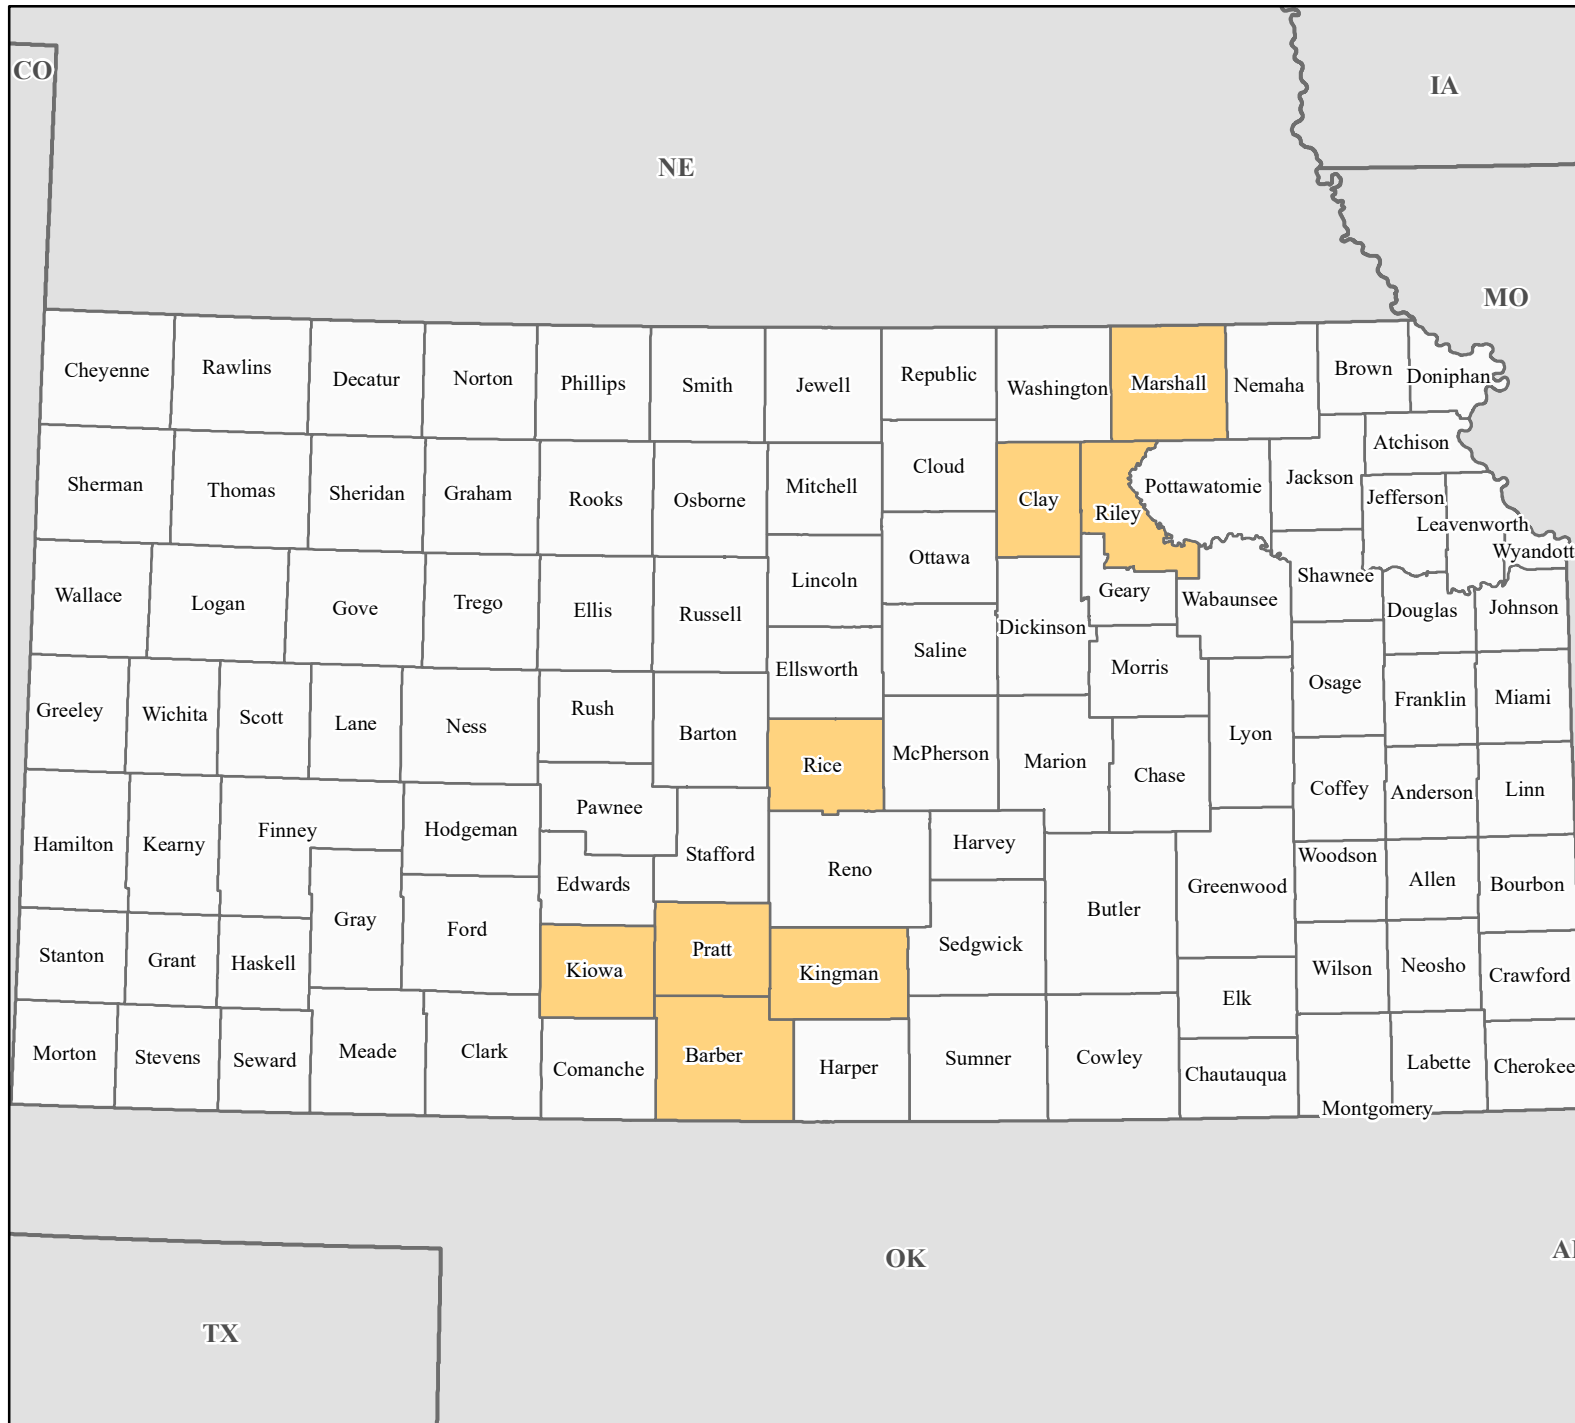 CO
IA
NE
MO
Cheyenne
Rawlins
Decatur
Norton
Phillips
Smith
Jewell
Republic
Washington
Marshall
Nemaha
Brown
Doniphan
Sherman
Thomas
Sheridan
Graham
Rooks
Osborne
Mitchell
Cloud
Clay
Riley
Pottawatomie
Jackson
Atchison
Jefferson
Leavenworth
Wyandott
Wallace
Logan
Gove
Trego
Ellis
Russell
Lincoln
Ottawa
Geary
Wabaunsee
Shawnee
Douglas
Johnson
Dickinson
Saline
Ellsworth
Morris
Osage
Franklin
Miami
Greeley
Wichita
Scott
Lane
Ness
Rush
Barton
Rice
McPherson
Marion
Chase
Lyon
Coffey
Anderson
Linn
Hamilton
Kearny
Finney
Hodgeman
Pawnee
Stafford
Edwards
Reno
Harvey
Butler
Greenwood
Woodson
Allen
Bourbon
Stanton
Grant
Haskell
Gray
Ford
Kiowa
Pratt
Kingman
Sedgwick
Elk
Wilson
Neosho
Crawford
Morton
Stevens
Seward
Meade
Clark
Comanche
Barber
Harper
Sumner
Cowley
Chautauqua
Montgomery
Labette
Cherokee
OK
TX